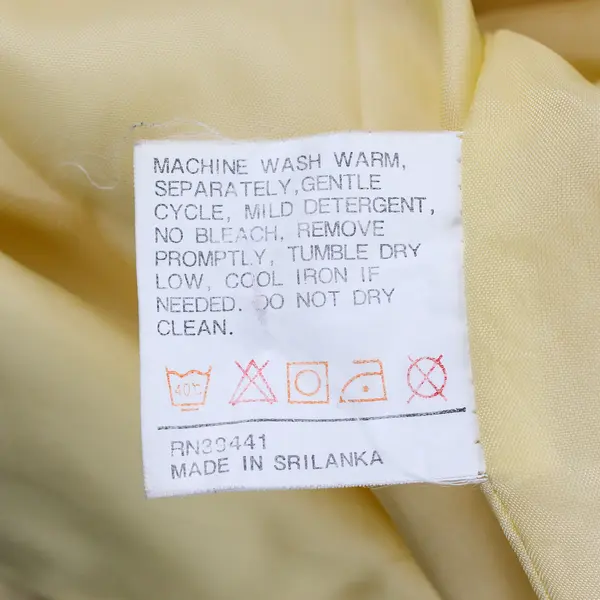 MACHINE WASH WARM,
SEPARATELY,GENTLE
CYCLE, MILD DETERGENT,
NO BLEACH, REMOVE
PROMPTLY, TUMBLE DRY
LOW, COOL IRON IF
NEEDED. DO NOT DRY
CLEAN.
40°C
RN39441
MADE IN SRILANKA